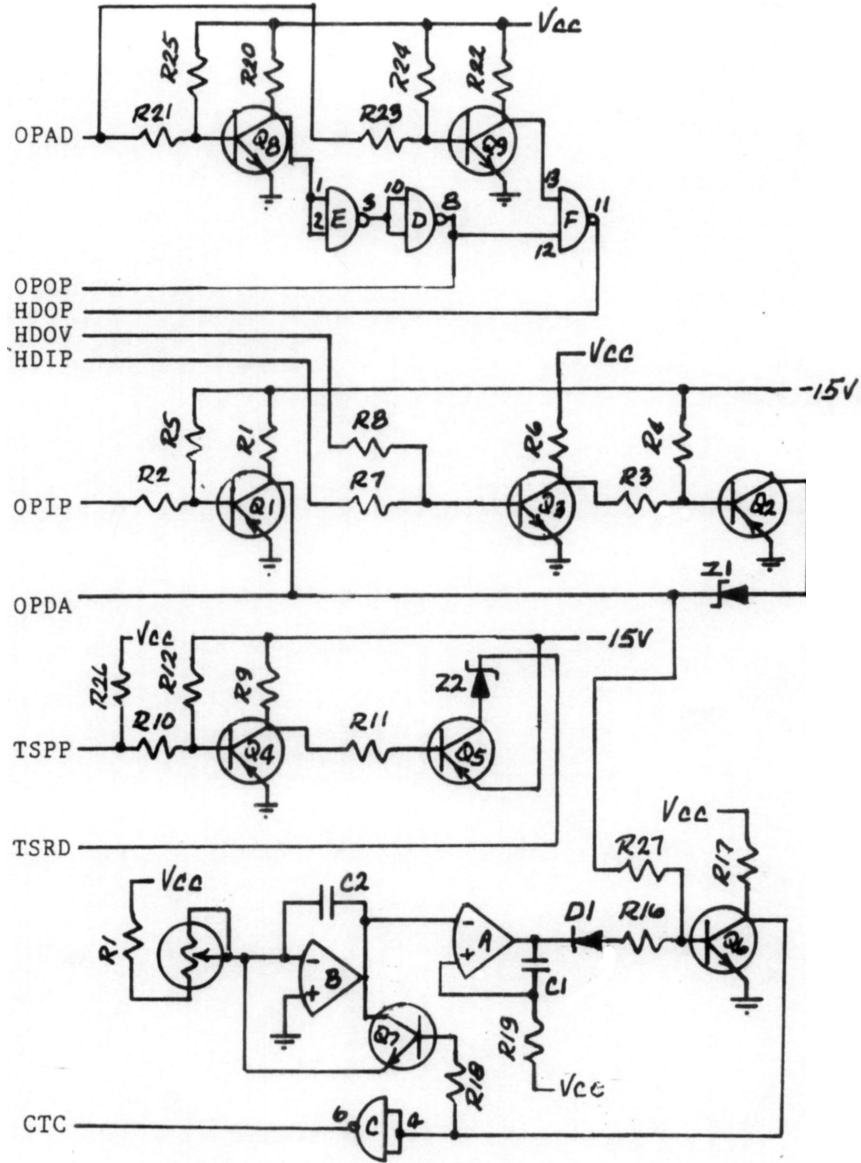 Vcc
R25
R20
R24
R22
OPAD
R21
Q8
R23
Q9
1
2
E
3
10
D
8
13
12
F
11
OPOP
HDOP
HDOV
HDIP
Vcc
-15V
R5
R1
R8
R6
R4
OPIP
R2
Q1
R7
Q3
R3
Q2
OPDA
Z1
Vcc
-15V
R26
R12
R9
Z2
TSPP
R10
Q4
R11
Q5
TSRD
Vcc
R27
R17
Vcc
C2
R1
B
-
+
A
-
+
D1
R16
Q6
C1
Q7
R19
R18
Vcc
CTC
6
C
4